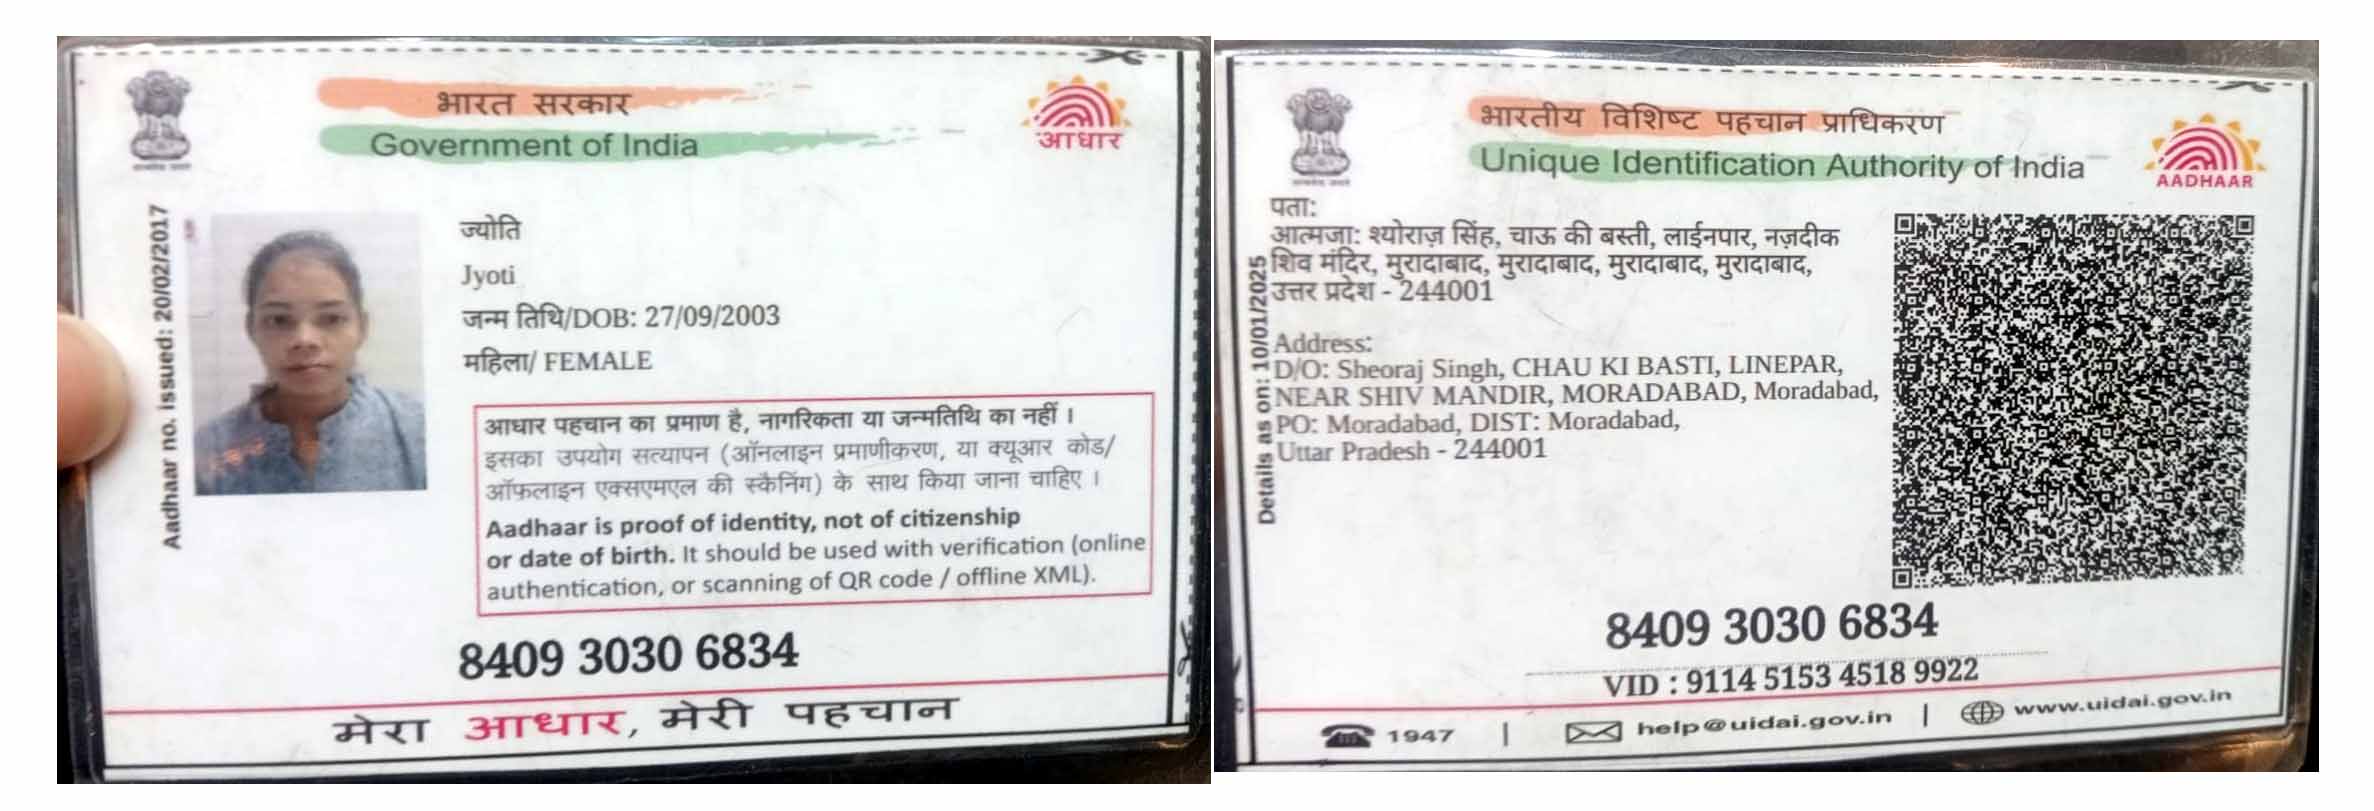 भारत सरकार
Government of India
आधार
Aadhaar no. issued: 20/02/2017
ज्योति
Jyoti
जन्म तिथि/DOB: 27/09/2003
महिला/ FEMALE
आधार पहचान का प्रमाण है, नागरिकता या जन्मतिथि का नहीं ।
इसका उपयोग सत्यापन (ऑनलाइन प्रमाणीकरण, या क्यूआर कोड/
ऑफ़लाइन एक्सएमएल की स्कैनिंग) के साथ किया जाना चाहिए ।
Aadhaar is proof of identity, not of citizenship
or date of birth. It should be used with verification (online
authentication, or scanning of QR code / offline XML).
8409 3030 6834
मेरा आधार, मेरी पहचान
भारतीय विशिष्ट पहचान प्राधिकरण
Unique Identification Authority of India
AADHAAR
Details as on: 10/01/2025
पता:
आत्मजा: श्योराज़ सिंह, चाऊ की बस्ती, लाईनपार, नज़दीक
शिव मंदिर, मुरादाबाद, मुरादाबाद, मुरादाबाद, मुरादाबाद,
उत्तर प्रदेश - 244001
Address:
D/O: Sheoraj Singh, CHAU KI BASTI, LINEPAR,
NEAR SHIV MANDIR, MORADABAD, Moradabad,
PO: Moradabad, DIST: Moradabad,
Uttar Pradesh - 244001
8409 3030 6834
VID : 9114 5153 4518 9922
1947 | help@uidai.gov.in | www.uidai.gov.in